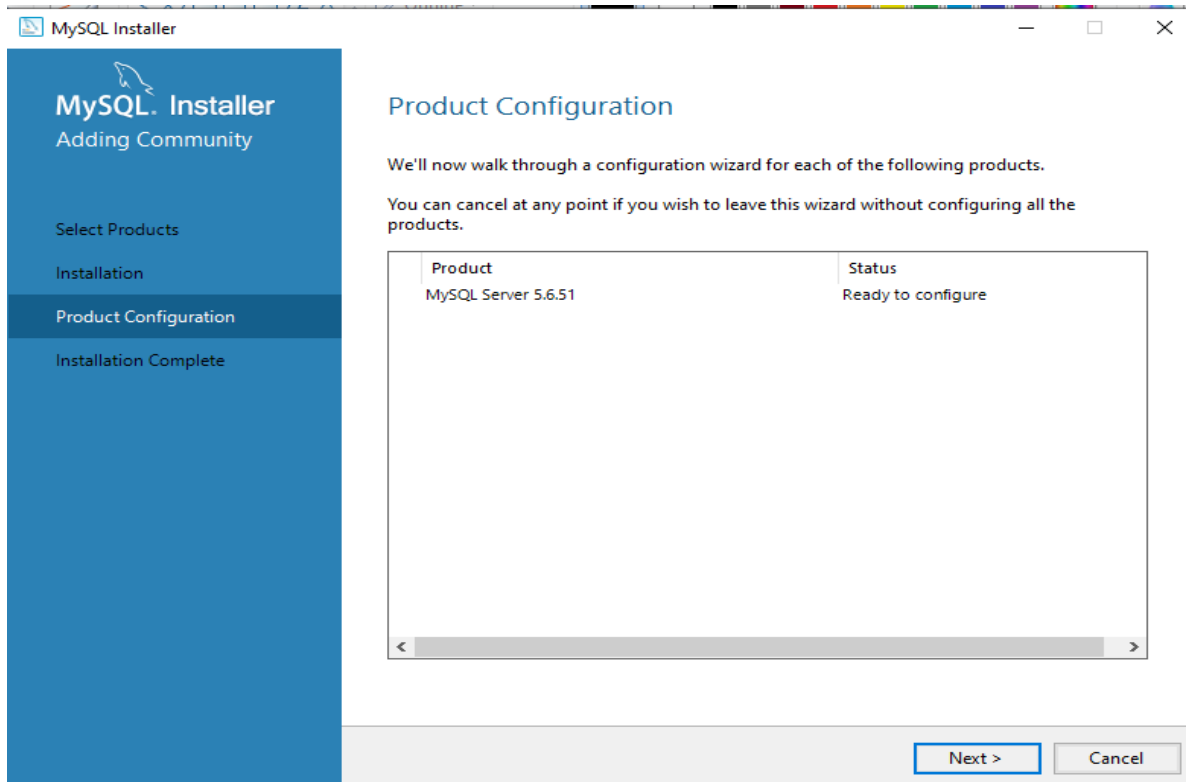 MySQL Installer
MySQL. Installer
Adding Community
Select Products
Installation
Product Configuration
Installation Complete
Product Configuration
We'll now walk through a configuration wizard for each of the following products.
You can cancel at any point if you wish to leave this wizard without configuring all the
products.
Product Status
MySQL Server 5.6.51 Ready to configure
Next > Cancel